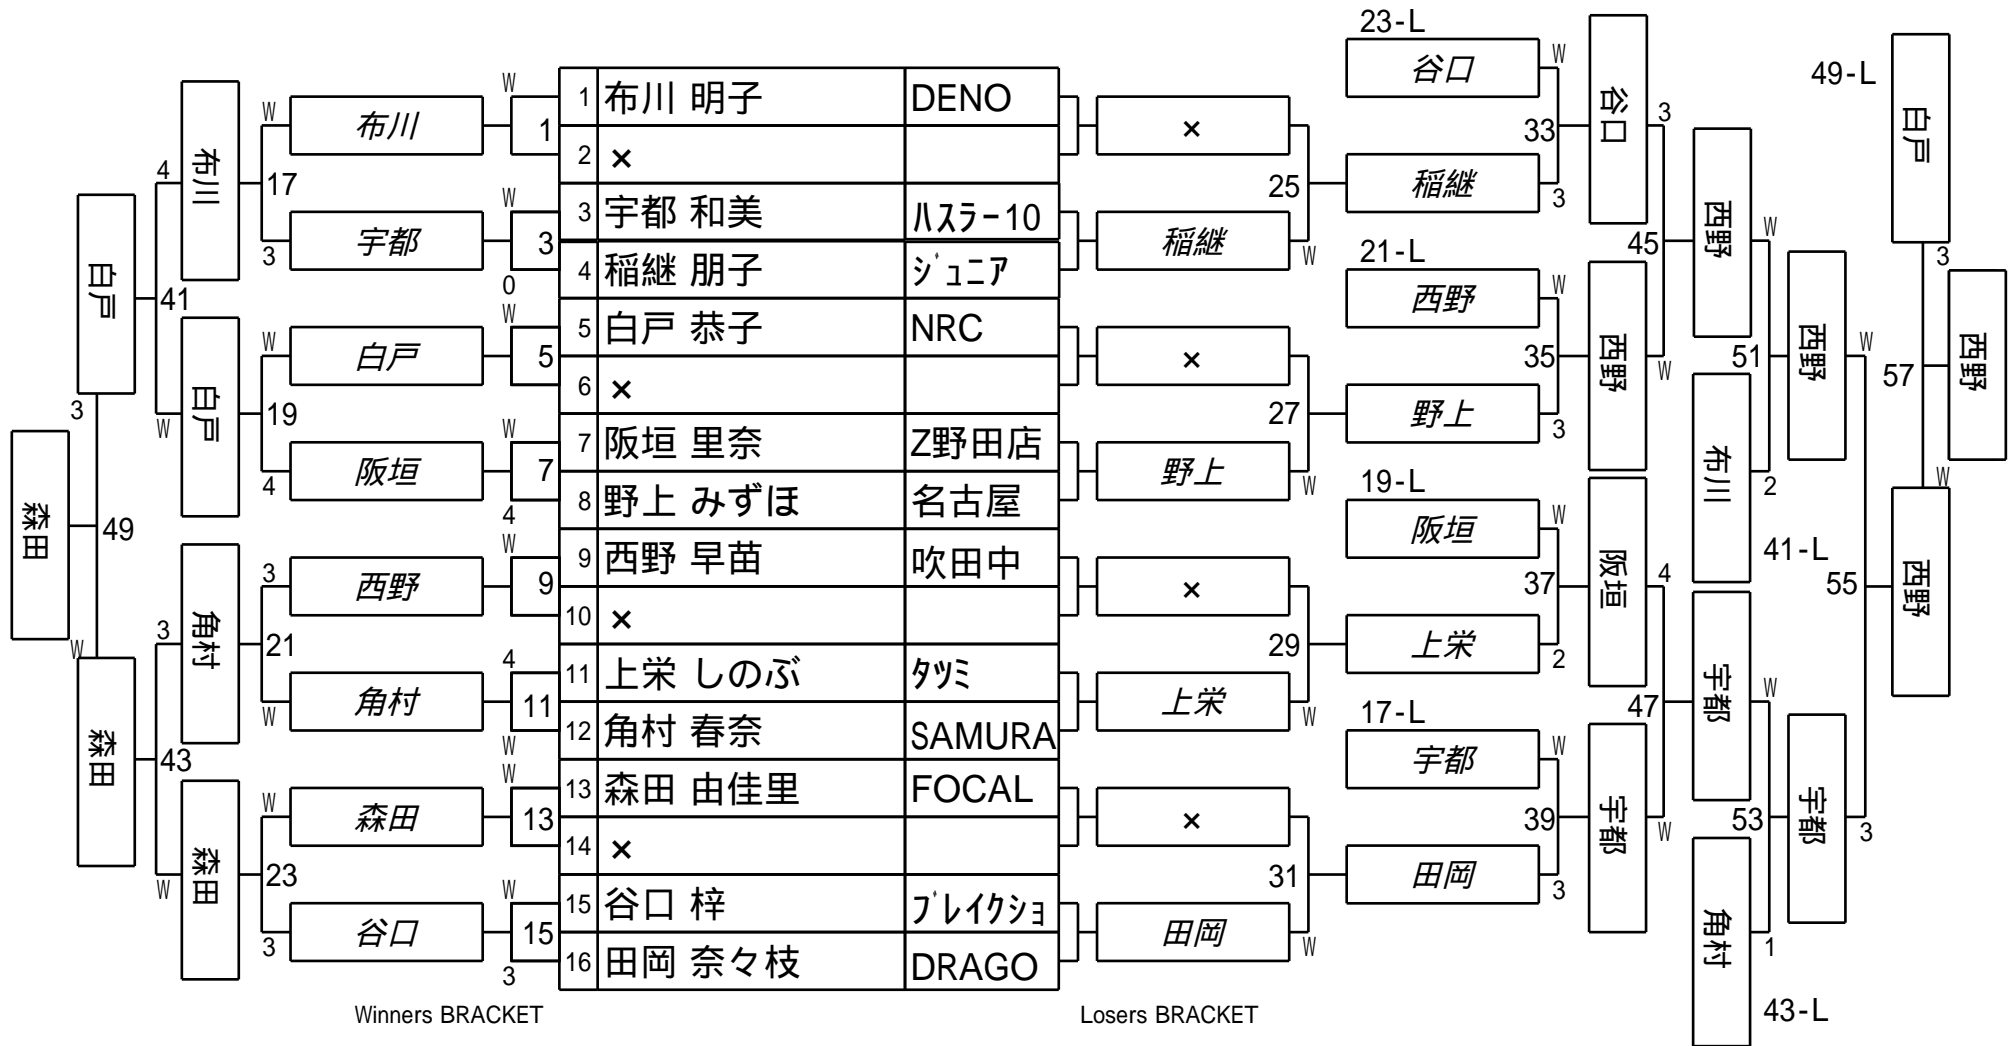 23-L
谷口
49-L
白戸
W
1 布川 明子 DENO
布川
1
×
33
谷口
3
2 ×
4
布川
17
25
稲継
3
西野
3 宇都 和美 ハスラー10
宇都
3
稲継
W
45
3
4 稲継 朋子 ジュニア
0
21-L
西野
白戸
41
5 白戸 恭子 NRC
白戸
5
×
35
西野
W
51
西野
W
57
西野
6 ×
3
W
白戸
19
27
野上
3
7 阪垣 里奈 Z野田店
阪垣
4
7
野上
W
布川
2
41-L
8 野上 みずほ 名古屋
4
19-L
阪垣
森田
49
W
9 西野 早苗 吹田中
西野
3
9
×
37
阪垣
4
55
西野
10 ×
3
角村
21
29
上栄
2
宇都
W
11 上栄 しのぶ タツミ
4
角村
W
11
上栄
W
47
12 角村 春奈 SAMURA
W
17-L
宇都
森田
43
13 森田 由佳里 FOCAL
森田
13
×
39
宇都
W
53
宇都
3
14 ×
W
森田
23
31
田岡
3
15 谷口 梓 ブレイクショ
谷口
3
15
田岡
W
角村
1
16 田岡 奈々枝 DRAGO
3
Winners BRACKET
Losers BRACKET
43-L